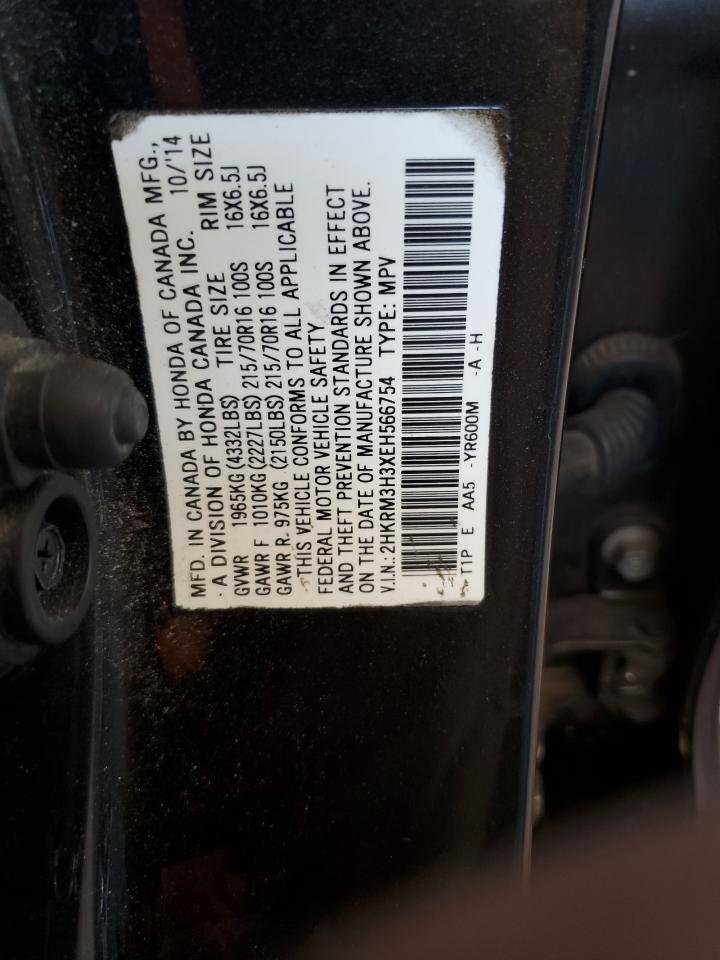 MFD. IN CANADA BY HONDA OF CANADA MFG.,
A DIVISION OF HONDA CANADA INC. 10/'14
GVWR 1965KG (4332LBS) TIRE SIZE RIM SIZE
GAWR F 1010KG (2227LBS) 215/70R16 100S 16X6.5J
GAWR R 975KG (2150LBS) 215/70R16 100S 16X6.5J
THIS VEHICLE CONFORMS TO ALL APPLICABLE
FEDERAL MOTOR VEHICLE SAFETY
AND THEFT PREVENTION STANDARDS IN EFFECT
ON THE DATE OF MANUFACTURE SHOWN ABOVE.
V.I.N.: 2HKRM3H3XEH566754 TYPE: MPV
T1P E AA5 -YR600M -A -H